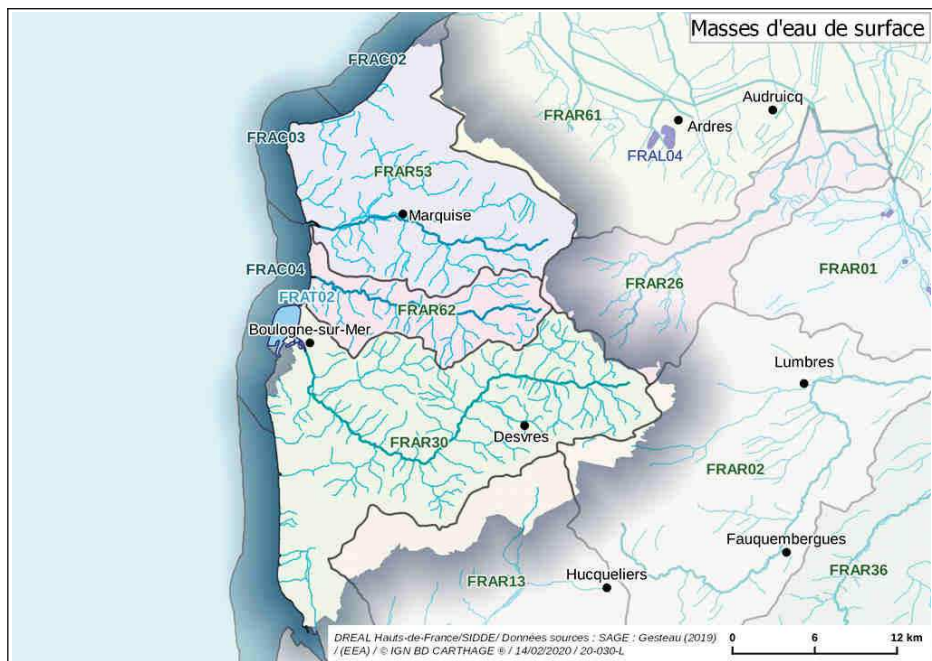 Masses d'eau de surface
FRAC02
Audruicq
FRAR61
Ardres
FRAC03
FRAL04
FRAR53
Marquise
FRAC04
FRAR01
FRAR26
FRAT02
FRAR62
Boulogne-sur-Mer
Lumbres
Desvres
FRAR30
FRAR02
Fauquembergues
FRAR36
Hucqueliers
FRAR13
DREAL Hauts-de-France/SIDDE/ Données sources : SAGE : Gesteau (2019)
/ (EEA) / © IGN BD CARTHAGE ® / 14/02/2020 / 20-030-L
0 6 12 km